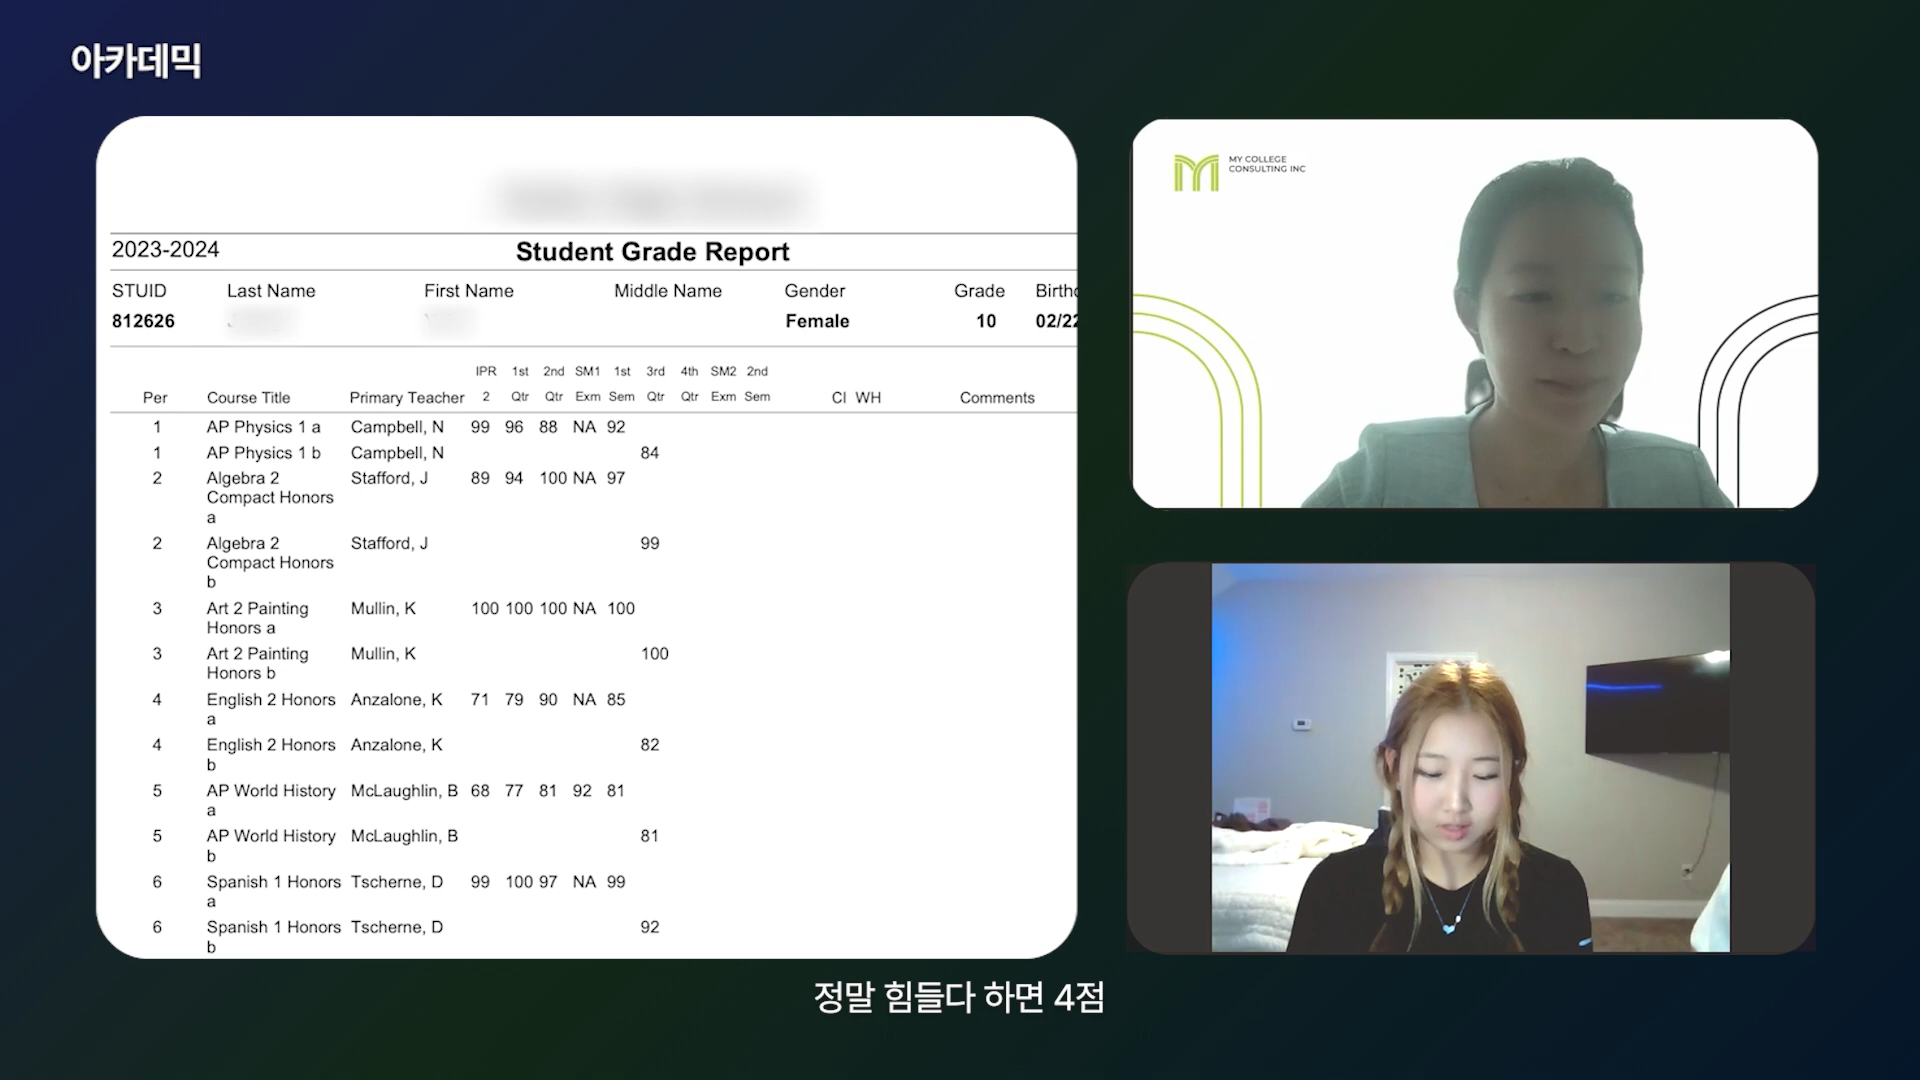 아카데믹
2023-2024 Student Grade Report
STUID Last Name First Name Middle Name Gender Grade
812626 Female 10 02/22
IPR 1st 2nd SM1 1st 3rd 4th SM2 2nd
Per Course Title Primary Teacher 2 Qtr Qtr Exm Sem Qtr Qtr Exm Sem CI WH Comments
1 AP Physics 1 a Campbell, N 99 96 88 NA 92
1 AP Physics 1 b Campbell, N 84
2 Algebra 2 Stafford, J 89 94 100 NA 97
Compact Honors
a
2 Algebra 2 Stafford, J 99
Compact Honors
b
3 Art 2 Painting Mullin, K 100 100 100 NA 100
Honors a
3 Art 2 Painting Mullin, K 100
Honors b
4 English 2 Honors Anzalone, K 71 79 90 NA 85
a
4 English 2 Honors Anzalone, K 82
b
5 AP World History McLaughlin, B 68 77 81 92 81
a
5 AP World History McLaughlin, B 81
b
6 Spanish 1 Honors Tscherne, D 99 100 97 NA 99
a
6 Spanish 1 Honors Tscherne, D 92
b
MY COLLEGE
CONSULTING INC
정말 힘들다 하면 4점